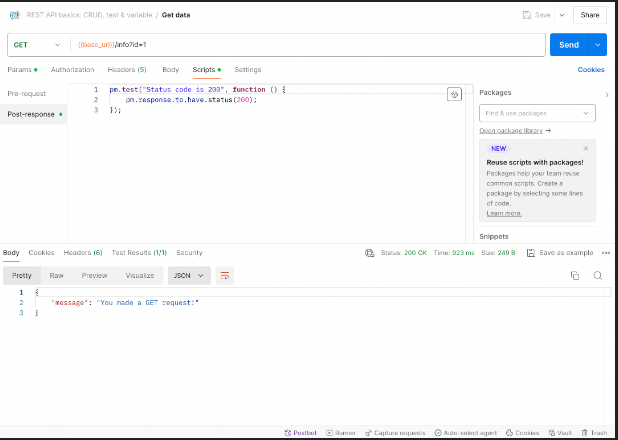 REST API basics: CRUD, test & variable / Get data
Save
Share
GET
{{base_url}}/info?id=1
Send
Params
Authorization
Headers (5)
Body
Scripts
Settings
Cookies
Pre-request
Post-response
1 pm.test("Status code is 200", function () {
2 pm.response.to.have.status(200);
3 });
Packages
Find & use packages
Open package library →
NEW
Reuse scripts with packages!
Packages help your team reuse
common scripts. Create a
package by selecting some lines
of code.
Learn more.
Snippets
Body
Cookies
Headers (6)
Test Results (1/1)
Security
Status: 200 OK
Time: 923 ms
Size: 249 B
Save as example
Pretty
Raw
Preview
Visualize
JSON
1 {
2 "message": "You made a GET request!"
3 }
Postbot
Runner
Capture requests
Auto-select agent
Cookies
Vault
Trash